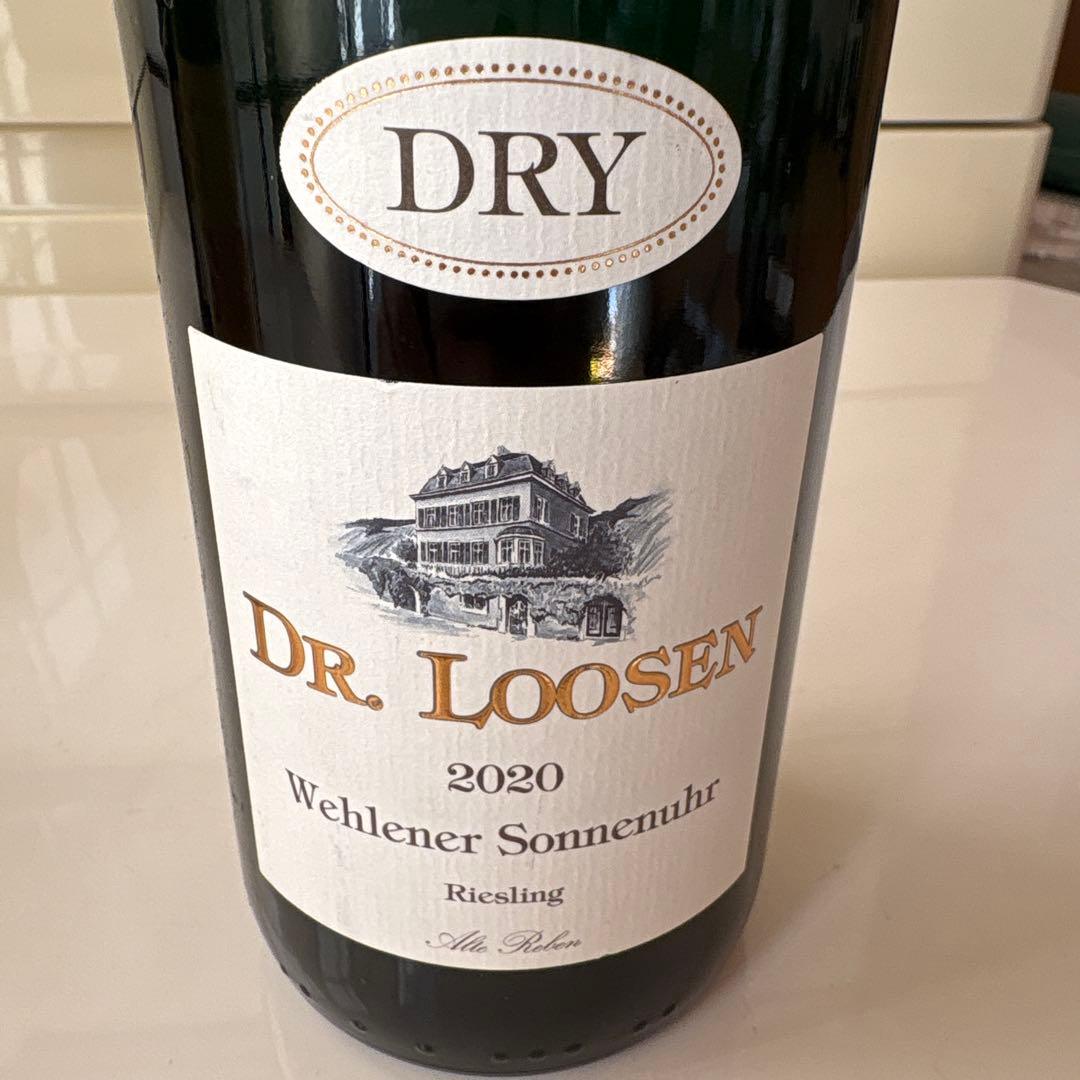 DRY
DR. LOOSEN
2020
Wehlener Sonnenuhr
Riesling
Alte Reben